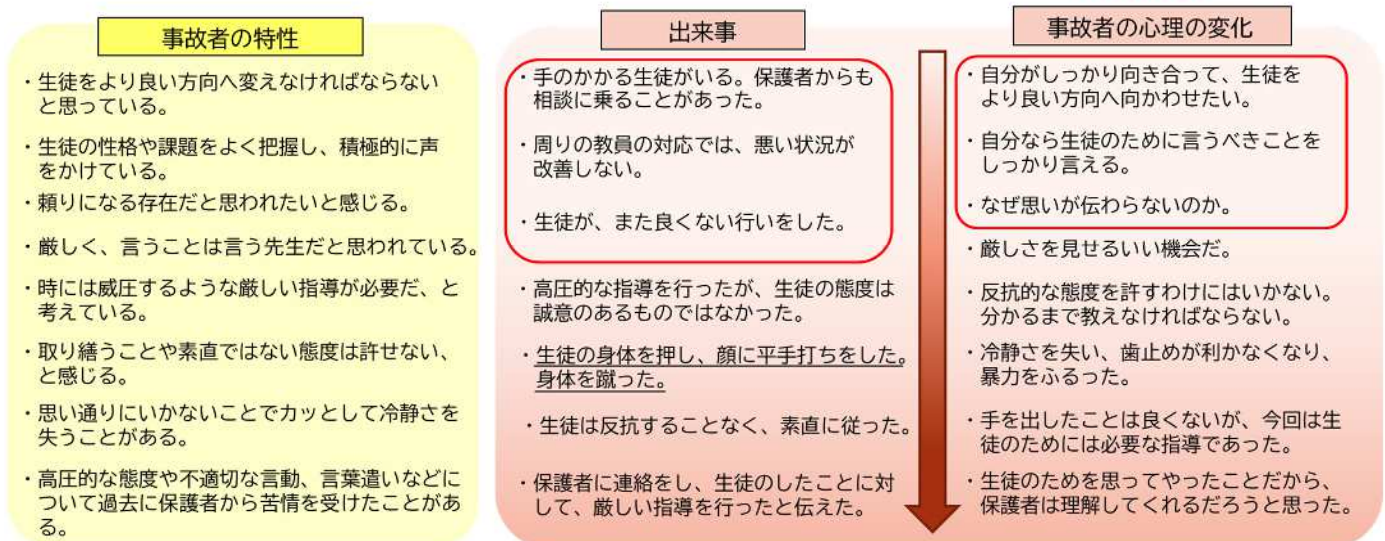 事故者の特性
・生徒をより良い方向へ変えなければならない
と思っている。
・生徒の性格や課題をよく把握し、積極的に声
をかけている。
・頼りになる存在だと思われたいと感じる。
・厳しく、言うことは言う先生だと思われている。
・時には威圧するような厳しい指導が必要だ、と
考えている。
・取り繕うことや素直ではない態度は許せない、
と感じる。
・思い通りにいかないことでカッとして冷静さを
失うことがある。
・高圧的な態度や不適切な言動、言葉遣いなどに
ついて過去に保護者から苦情を受けたことがあ
る。
出来事
・手のかかる生徒がいる。保護者からも
相談に乗ることがあった。
・周りの教員の対応では、悪い状況が
改善しない。
・生徒が、また良くない行いをした。
・高圧的な指導を行ったが、生徒の態度は
誠意のあるものではなかった。
・生徒の身体を押し、顔に平手打ちをした。
身体を蹴った。
・生徒は反抗することなく、素直に従った。
・保護者に連絡をし、生徒のしたことに対
して、厳しい指導を行ったと伝えた。
事故者の心理の変化
・自分がしっかり向き合って、生徒を
より良い方向へ向かわせたい。
・自分なら生徒のために言うべきことを
しっかり言える。
・なぜ思いが伝わらないのか。
・厳しさを見せるいい機会だ。
・反抗的な態度を許すわけにはいかない。
分かるまで教えなければならない。
・冷静さを失い、歯止めが利かなくなり、
暴力をふるった。
・手を出したことは良くないが、今回は生
徒のためには必要な指導であった。
・生徒のためを思ってやったことだから、
保護者は理解してくれるだろうと思った。